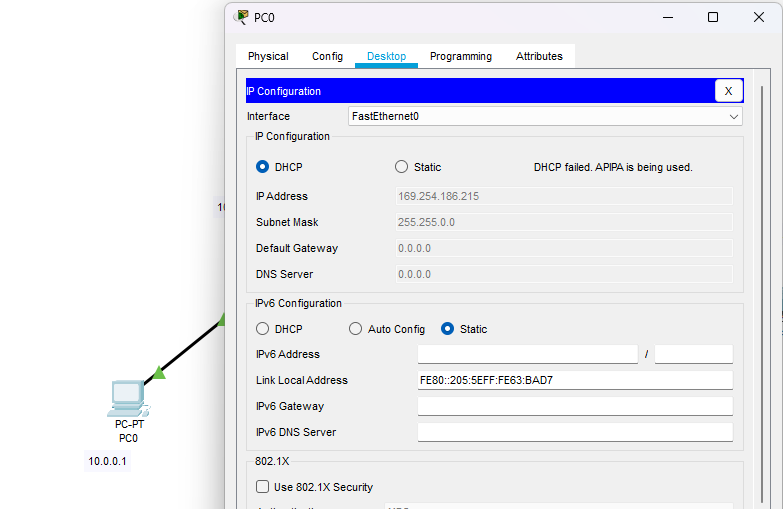 PC0
Physical Config Desktop Programming Attributes
IP Configuration X
Interface FastEthernet0
IP Configuration
DHCP Static DHCP failed. APIPA is being used.
IP Address 169.254.186.215
Subnet Mask 255.255.0.0
Default Gateway 0.0.0.0
DNS Server 0.0.0.0
IPv6 Configuration
DHCP Auto Config Static
IPv6 Address /
Link Local Address FE80::205:5EFF:FE63:BAD7
IPv6 Gateway
IPv6 DNS Server
802.1X
Use 802.1X Security
10
PC-PT
PC0
10.0.0.1